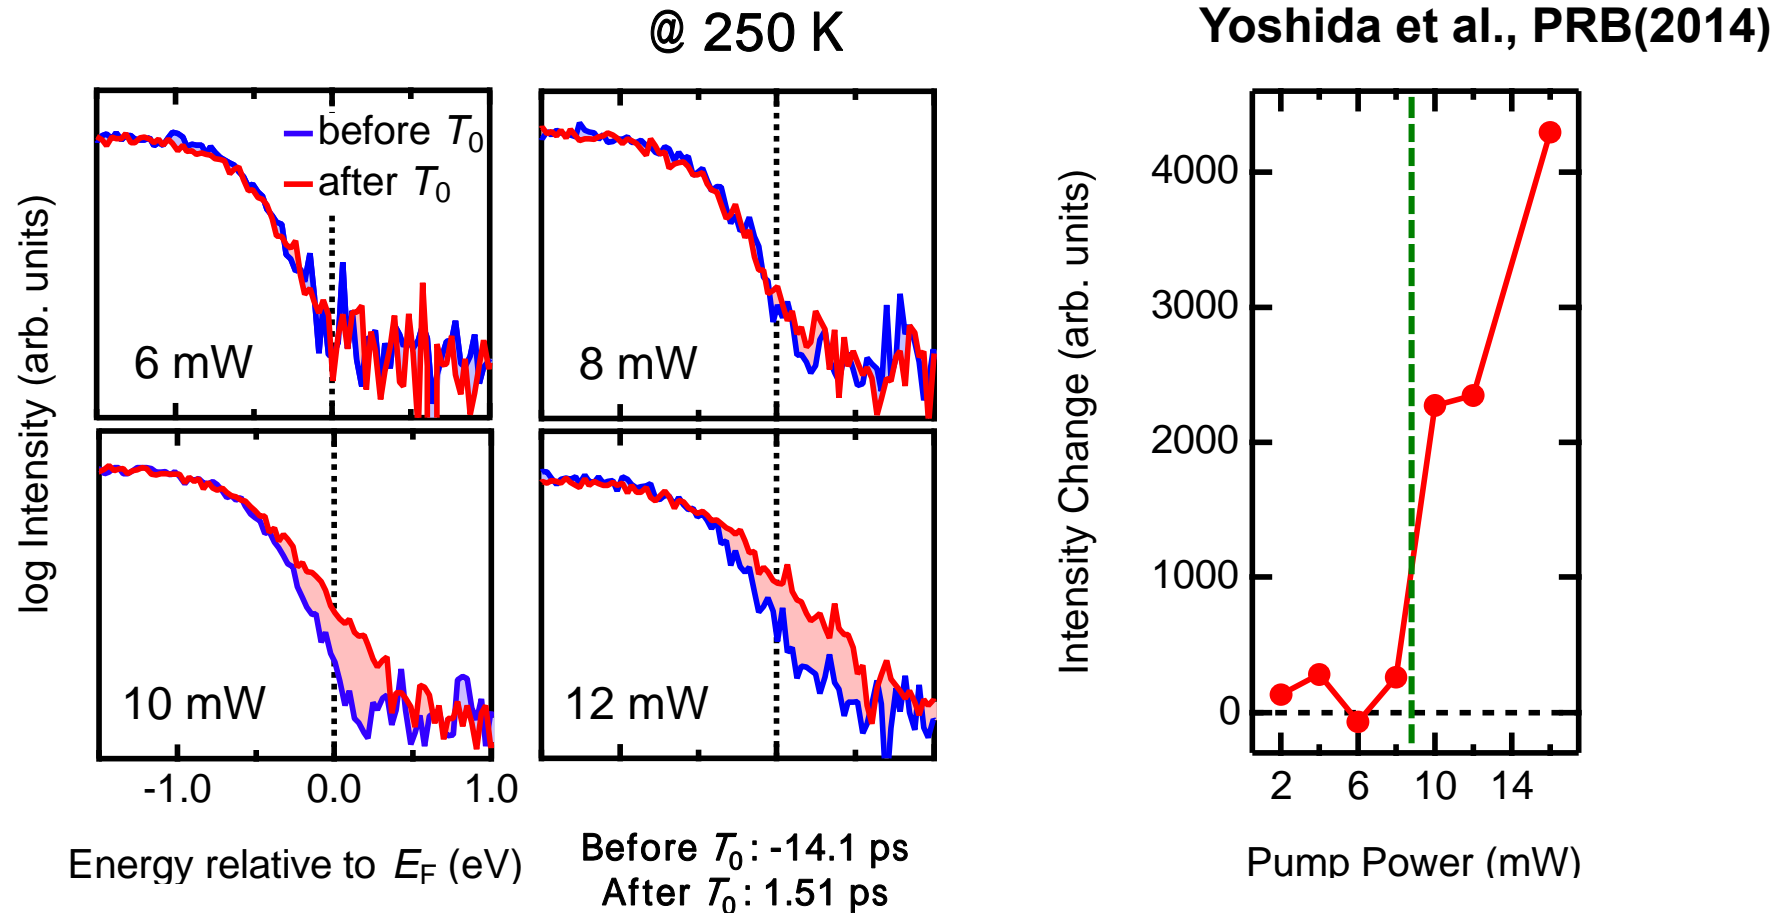 @ 250 K
Yoshida et al., PRB(2014)
log Intensity (arb. units)
before T0
after T0
6 mW
8 mW
10 mW
12 mW
-1.0 0.0 1.0
Energy relative to EF (eV)
Before T0: -14.1 ps
After T0: 1.51 ps
Intensity Change (arb. units)
4000
3000
2000
1000
0
2 6 10 14
Pump Power (mW)